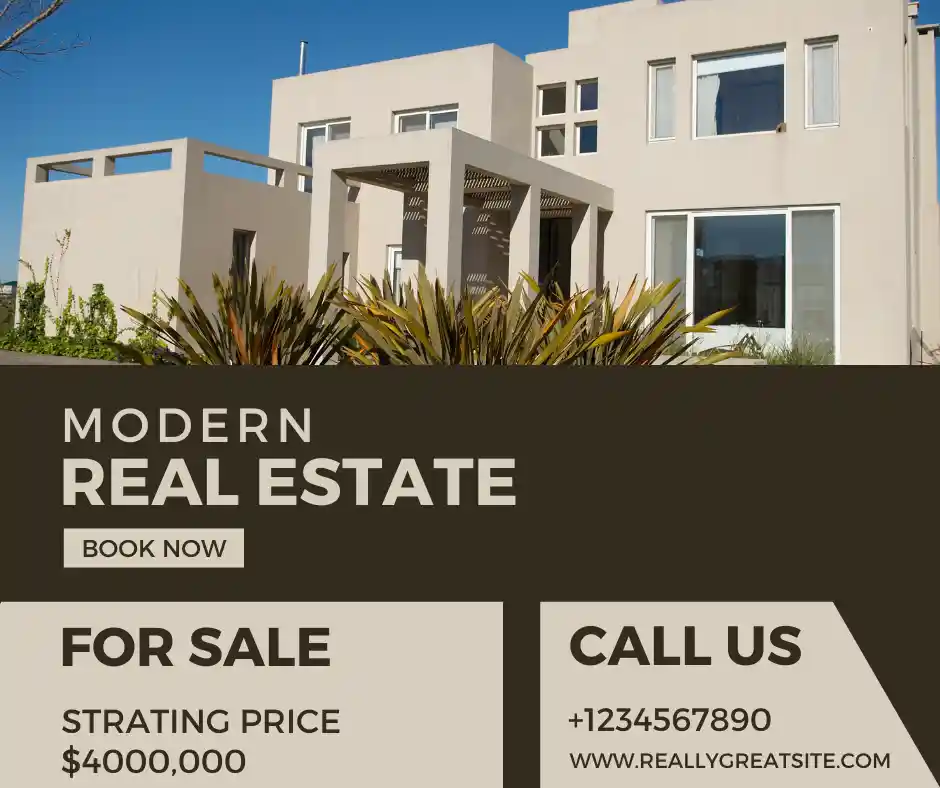 MODERN
REAL ESTATE
BOOK NOW
FOR SALE
STRATING PRICE
$4000,000
CALL US
+1234567890
WWW.REALLYGREATSITE.COM